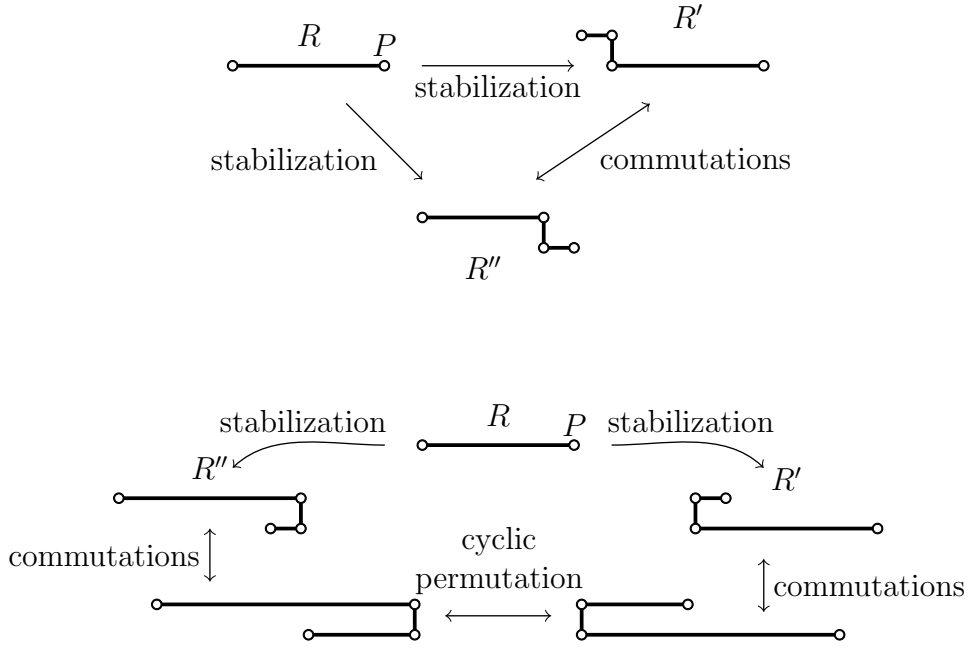 R
P
R′
stabilization
stabilization
commutations
R″
R
P
stabilization
stabilization
R″
R′
commutations
cyclic
permutation
commutations